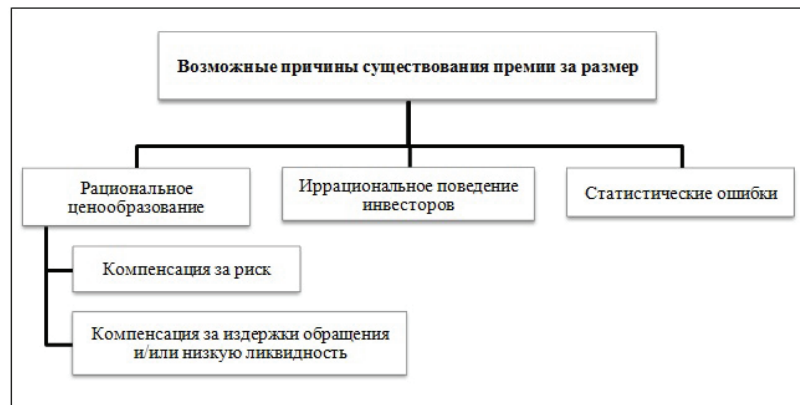 Возможные причины существования премии за размер
Рациональное
ценообразование
Иррациональное поведение
инвесторов
Статистические ошибки
Компенсация за риск
Компенсация за издержки обращения
и/или низкую ликвидность